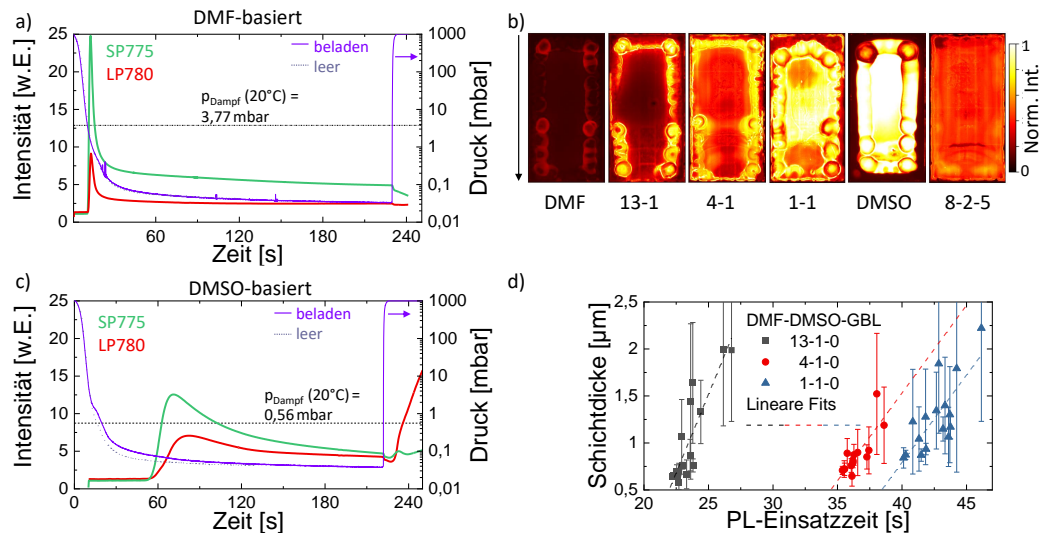 a)
DMF-basiert
25
20
15
10
5
0
Intensität [w.E.]
SP775
LP780
beladen
leer
p_Dampf (20°C) =
3,77 mbar
1000
100
10
1
0,1
0,01
Druck [mbar]
60 120 180 240
Zeit [s]
b)
DMF 13-1 4-1 1-1 DMSO 8-2-5
1
0
Norm. Int.
c)
DMSO-basiert
25
20
15
10
5
0
Intensität [w.E.]
SP775
LP780
beladen
leer
p_Dampf (20°C) =
0,56 mbar
1000
100
10
1
0,1
0,01
Druck [mbar]
60 120 180 240
Zeit [s]
d)
2,5
2
1,5
1
0,5
Schichtdicke [µm]
DMF-DMSO-GBL
13-1-0
4-1-0
1-1-0
Lineare Fits
20 25 30 35 40 45
PL-Einsatzzeit [s]